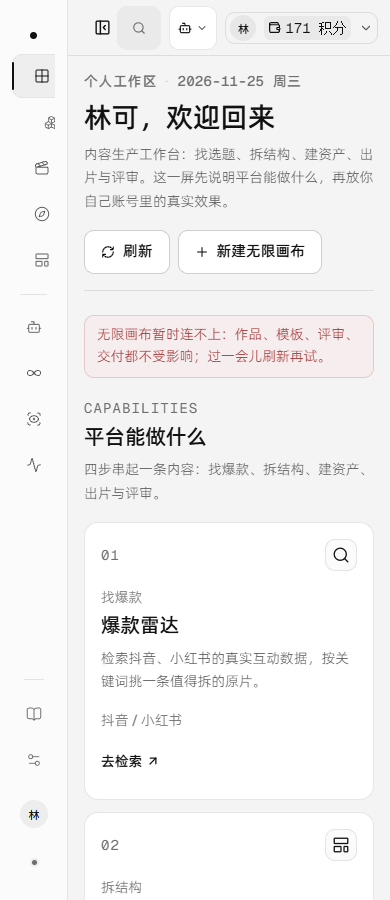 林
171 积分
个人工作区 · 2026-11-25 周三
林可，欢迎回来
内容生产工作台：找选题、拆结构、建资产、出
片与评审。这一屏先说明平台能做什么，再放你
自己账号里的真实效果。
刷新
新建无限画布
无限画布暂时连不上：作品、模板、评审、
交付都不受影响；过一会儿刷新再试。
CAPABILITIES
平台能做什么
四步串起一条内容：找爆款、拆结构、建资产、
出片与评审。
01
找爆款
爆款雷达
检索抖音、小红书的真实互动数据，按关
键词挑一条值得拆的原片。
抖音 / 小红书
去检索
02
拆结构
林